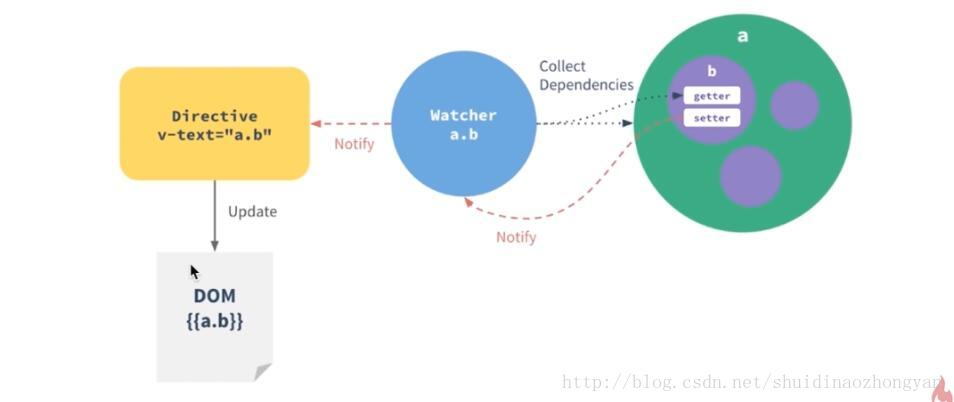 a
b
getter
setter
Collect
Dependencies
Watcher
a.b
Directive
v-text="a.b"
Notify
Notify
Update
DOM
{{a.b}}
http://blog.csdn.net/shuidinaozhongyan